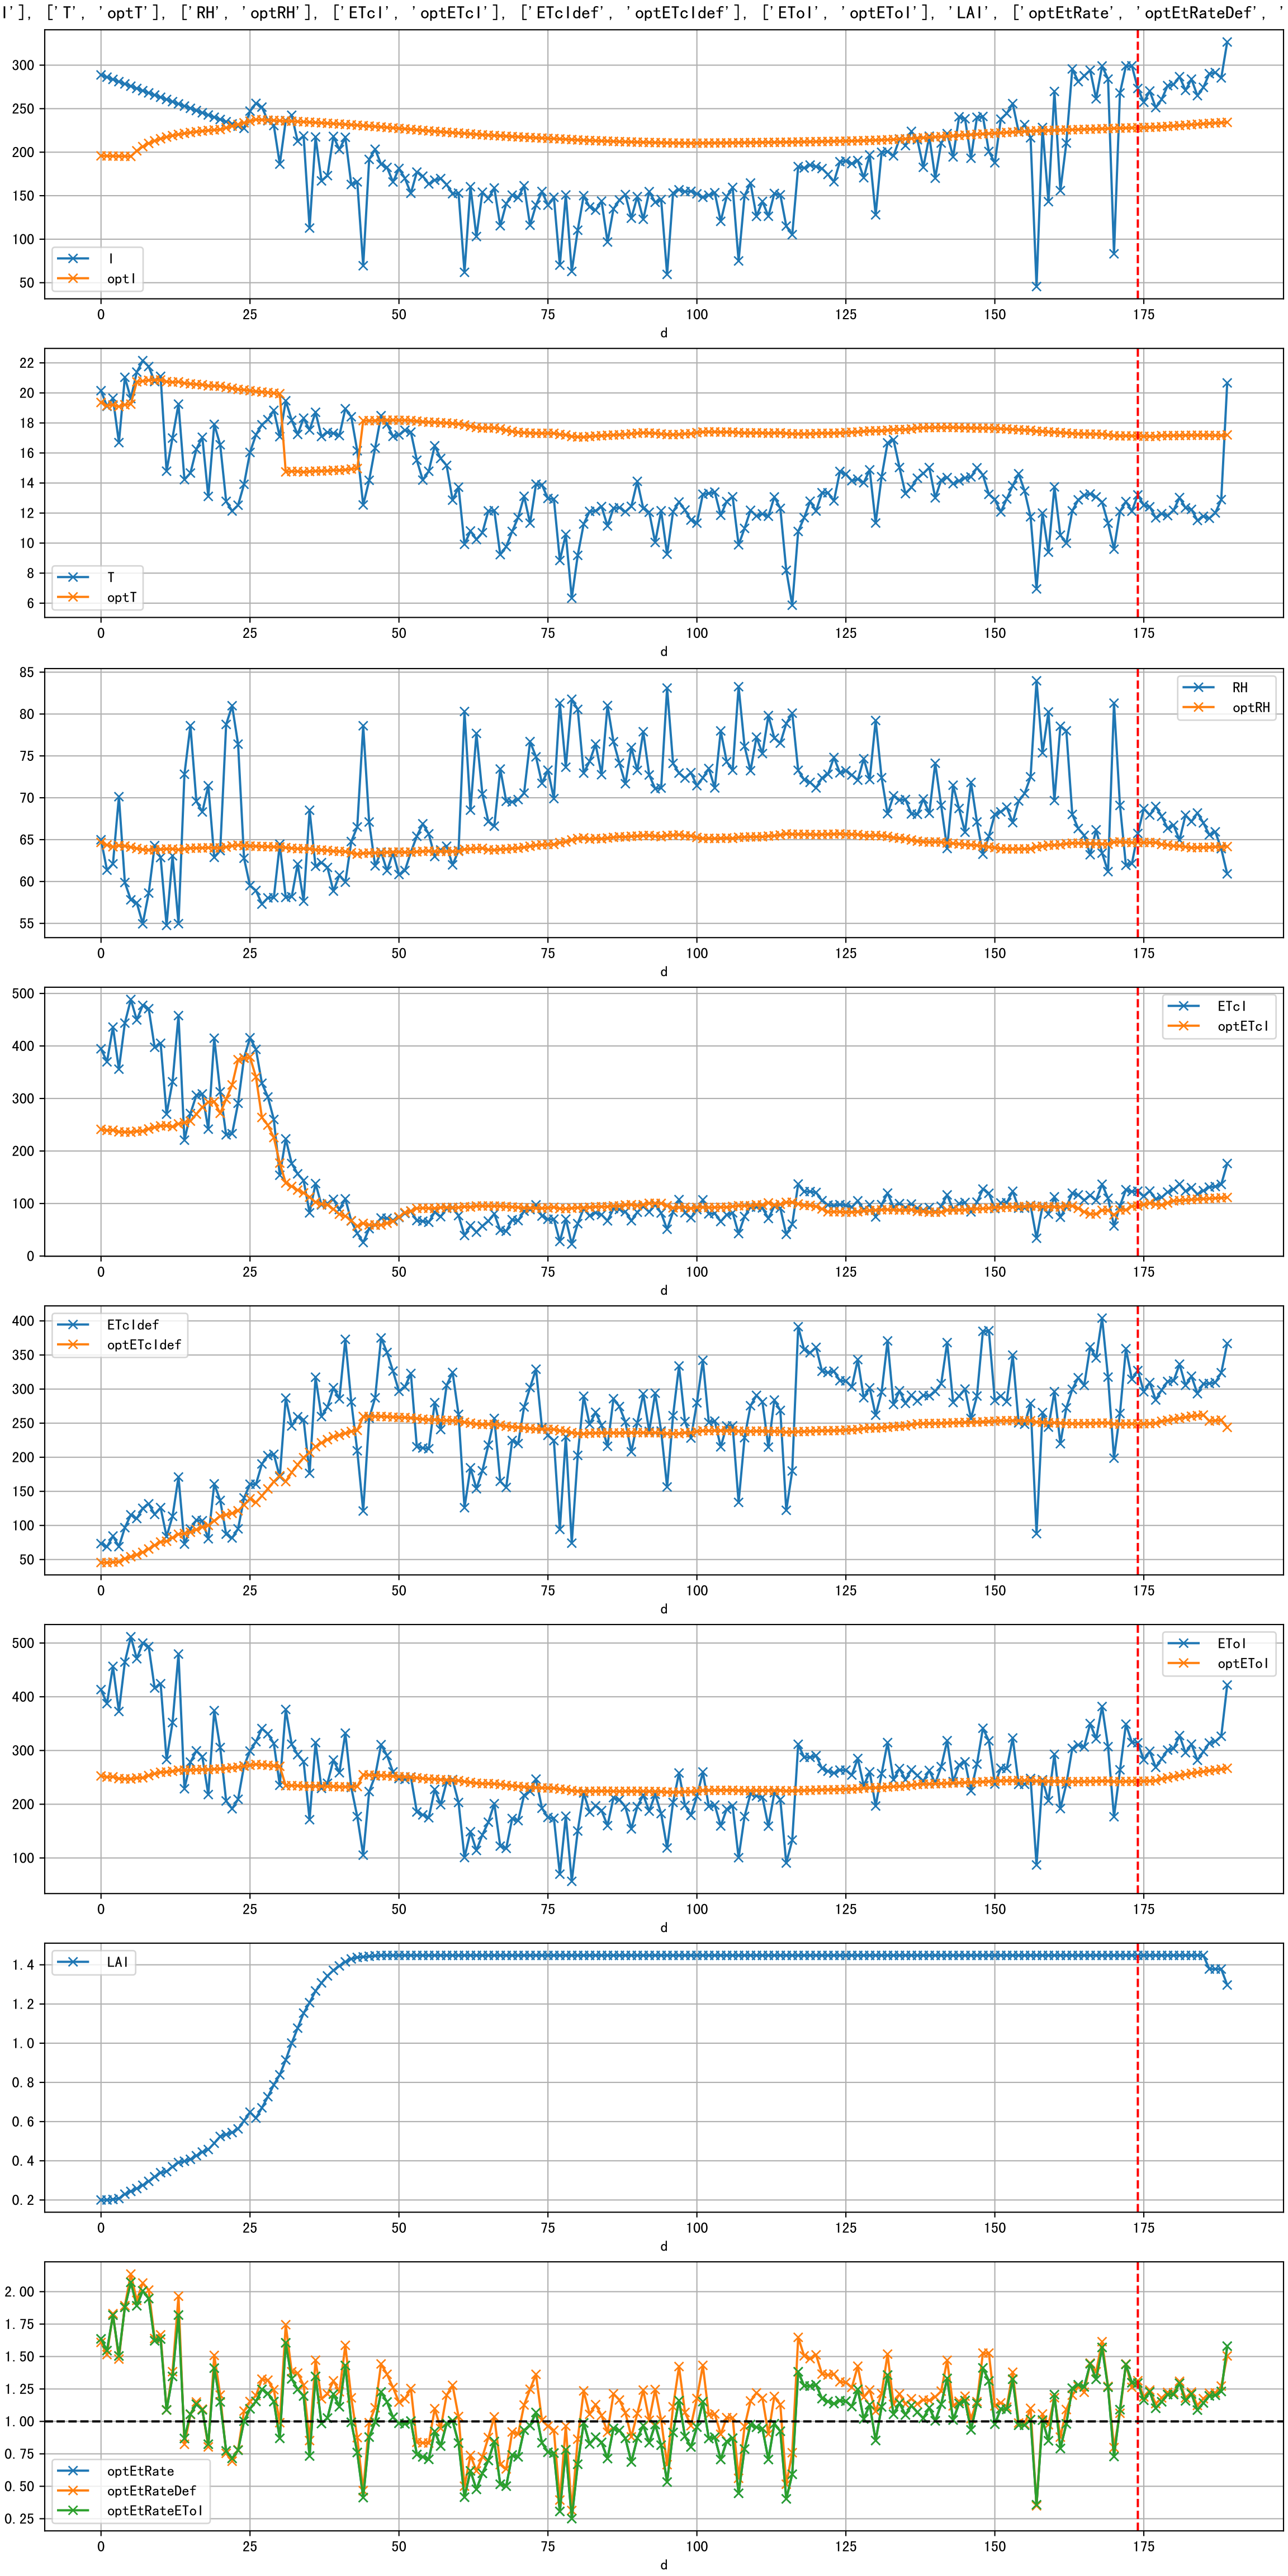 I'], ['T', 'optT'], ['RH', 'optRH'], ['ETcI', 'optETcI'], ['ETcIdef', 'optETcIdef'], ['EToI', 'optEToI'], 'LAI', ['optEtRate', 'optEtRateDef', '
300
250
200
150
100
50
I
optI
0 25 50 75 100 125 150 175
d
22
20
18
16
14
12
10
8
6
T
optT
0 25 50 75 100 125 150 175
d
85
80
75
70
65
60
55
RH
optRH
0 25 50 75 100 125 150 175
d
500
400
300
200
100
0
ETcI
optETcI
0 25 50 75 100 125 150 175
d
400
350
300
250
200
150
100
50
ETcIdef
optETcIdef
0 25 50 75 100 125 150 175
d
500
400
300
200
100
EToI
optEToI
0 25 50 75 100 125 150 175
d
1.4
1.2
1.0
0.8
0.6
0.4
0.2
LAI
0 25 50 75 100 125 150 175
d
2.00
1.75
1.50
1.25
1.00
0.75
0.50
0.25
optEtRate
optEtRateDef
optEtRateEToI
0 25 50 75 100 125 150 175
d